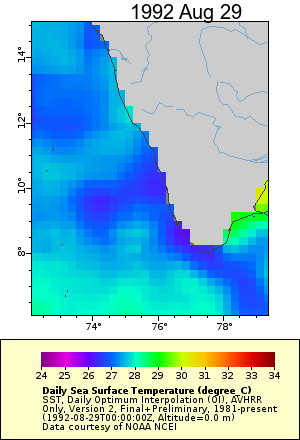 1992 Aug 29
14°
12°
10°
8°
74° 76° 78°
24 25 26 27 28 29 30 31 32 33 34
Daily Sea Surface Temperature (degree_C)
SST, Daily Optimum Interpolation (OI), AVHRR
Only, Version 2, Final+Preliminary, 1981-present
(1992-08-29T00:00:00Z, Altitude=0.0 m)
Data courtesy of NOAA NCEI